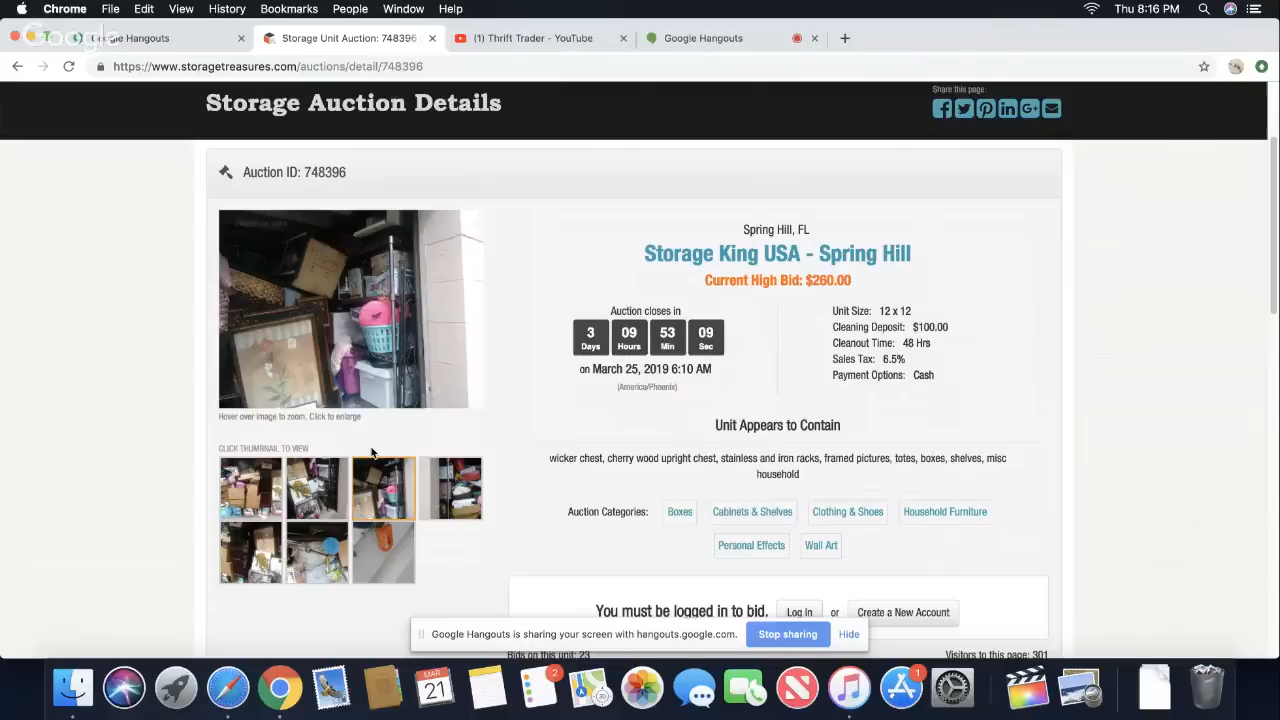 Chrome File Edit View History Bookmarks People Window Help Thu 8:16 PM
Google Hangouts Storage Unit Auction: 748396 (1) Thrift Trader - YouTube Google Hangouts
https://www.storagetreasures.com/auctions/detail/748396
Storage Auction Details
Share this page:
Auction ID: 748396
Spring Hill, FL
Storage King USA - Spring Hill
Current High Bid: $260.00
Auction closes in
3 09 53 09
Days Hours Min Sec
on March 25, 2019 6:10 AM
(America/Phoenix)
Unit Size: 12 x 12
Cleaning Deposit: $100.00
Cleanout Time: 48 Hrs
Sales Tax: 6.5%
Payment Options: Cash
Hover over image to zoom. Click to enlarge
CLICK THUMBNAIL TO VIEW
Unit Appears to Contain
wicker chest, cherry wood upright chest, stainless and iron racks, framed pictures, totes, boxes, shelves, misc
household
Auction Categories: Boxes Cabinets & Shelves Clothing & Shoes Household Furniture
Personal Effects Wall Art
You must be logged in to bid. Log In or Create a New Account
Google Hangouts is sharing your screen with hangouts.google.com. Stop sharing Hide
Bids on this unit: 23 Visitors to this page: 301
MAR
21
2
1